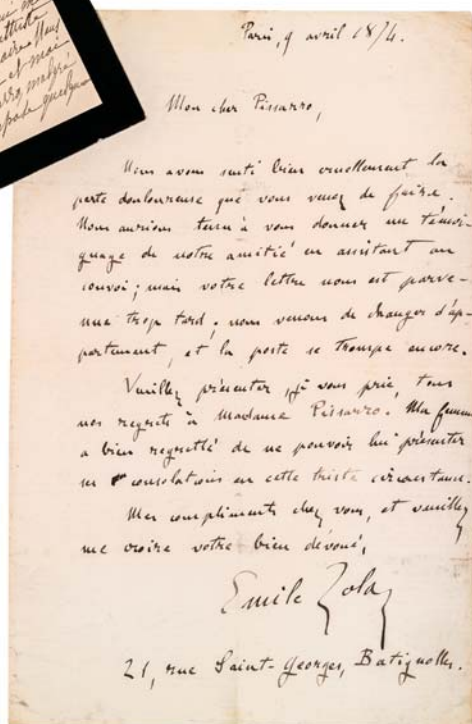 malgré
Paris, 9 avril 1874.
Mon cher Pissarro,
Nous avons senti bien cruellement la
perte douloureuse que vous venez de faire.
Nous aurions tenu à vous donner un témoi-
gnage de notre amitié en assistant au
convoi ; mais votre lettre nous est parve-
nue trop tard ; nous venons de changer d'ap-
partement, et la poste se trompe encore.
Veuillez présenter, je vous prie, tous
nos regrets à Madame Pissarro. Ma femme
a bien regretté de ne pouvoir lui présenter
ses consolations en cette triste circonstance.
Mes compliments chez vous, et veuillez
me croire votre bien dévoué,
Emile Zola
21, rue Saint-Georges, Batignolles.